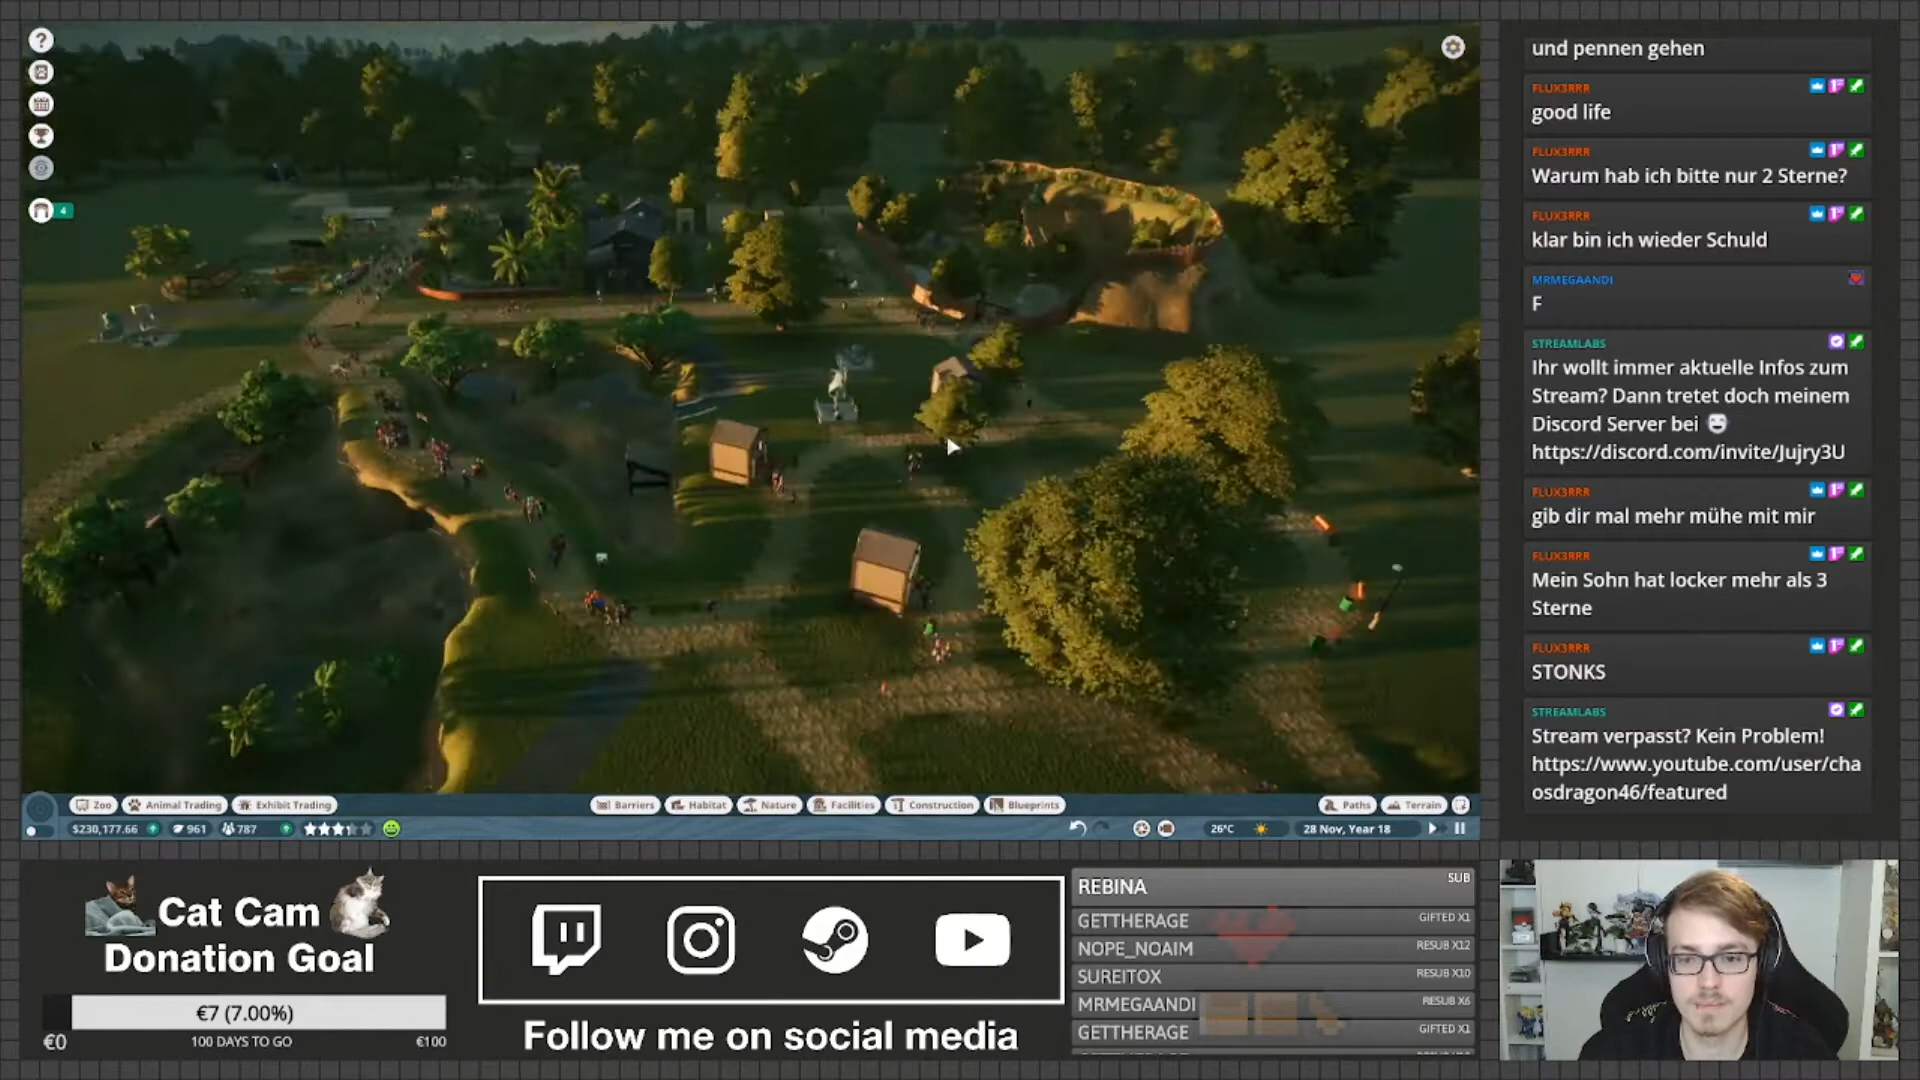 ?
4
Zoo
Animal Trading
Exhibit Trading
Barriers
Habitat
Nature
Facilities
Construction
Blueprints
Paths
Terrain
$230,177.66
961
787
26°C
28 Nov, Year 18
und pennen gehen
FLUX3RRR
good life
FLUX3RRR
Warum hab ich bitte nur 2 Sterne?
FLUX3RRR
klar bin ich wieder Schuld
MRMEGAANDI
F
STREAMLABS
Ihr wollt immer aktuelle Infos zum
Stream? Dann tretet doch meinem
Discord Server bei
https://discord.com/invite/Jujry3U
FLUX3RRR
gib dir mal mehr mühe mit mir
FLUX3RRR
Mein Sohn hat locker mehr als 3
Sterne
FLUX3RRR
STONKS
STREAMLABS
Stream verpasst? Kein Problem!
https://www.youtube.com/user/cha
osdragon46/featured
Cat Cam
Donation Goal
€7 (7.00%)
€0
100 DAYS TO GO
€100
Follow me on social media
REBINA SUB
GETTHERAGE GIFTED X1
NOPE_NOAIM RESUB X12
SUREITOX RESUB X10
MRMEGAANDI RESUB X6
GETTHERAGE GIFTED X1